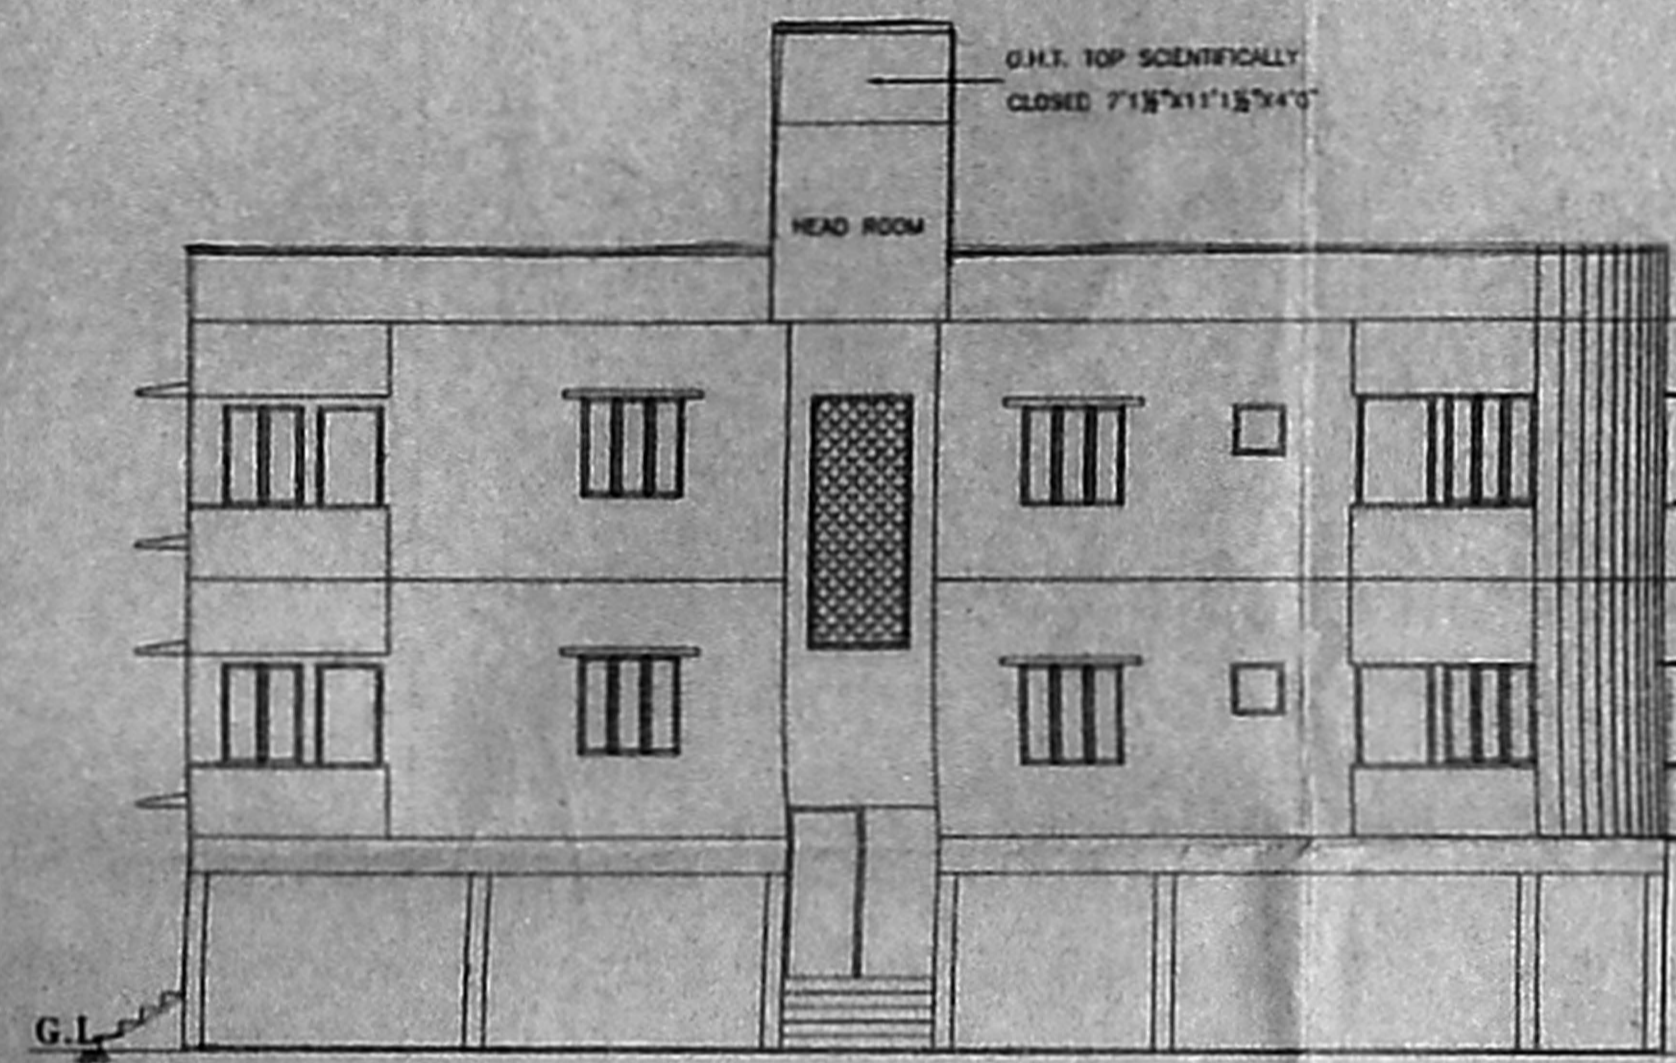 O.H.T. TOP SCIENTIFICALLY
CLOSED 7'1½"X11'1½"X4'0"
HEAD ROOM
G.L